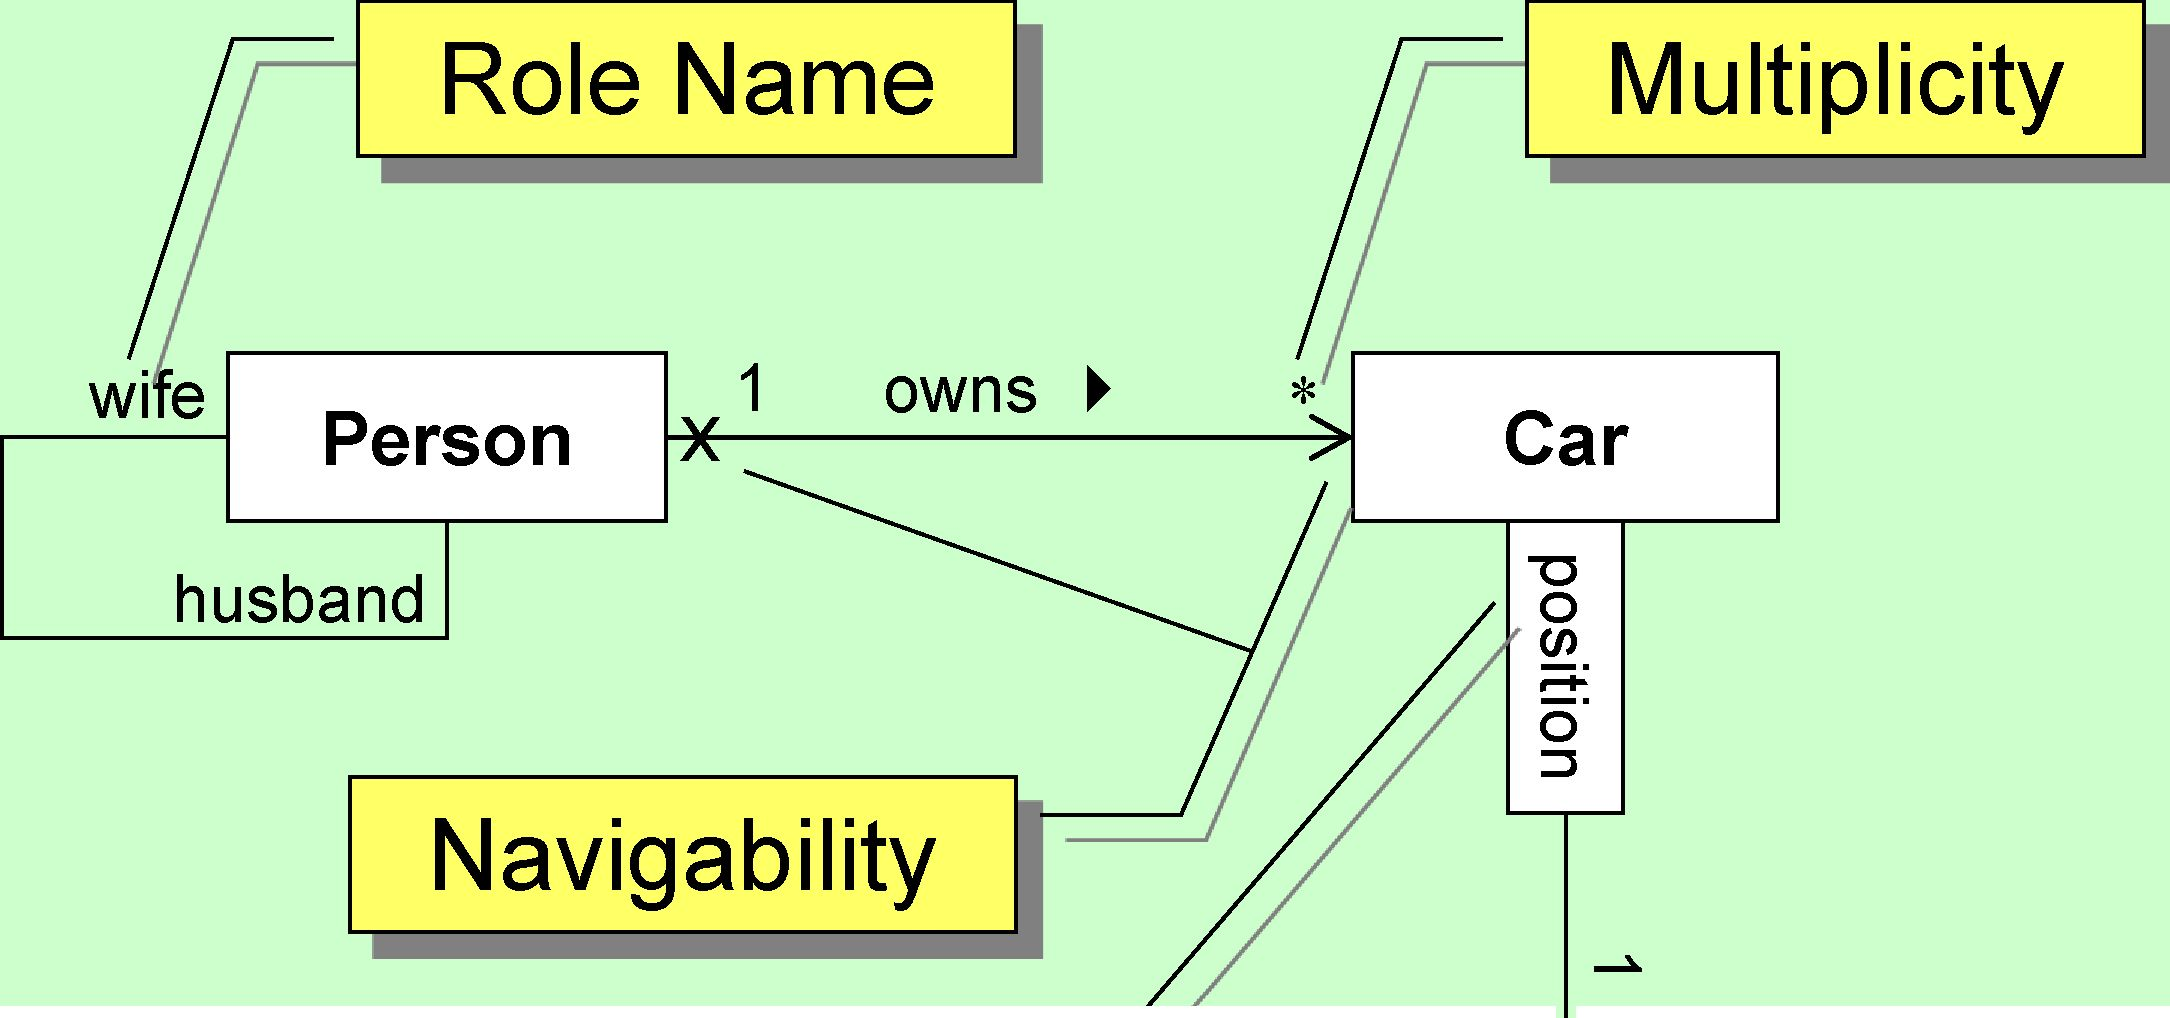 Role Name
Multiplicity
wife
Person
x
1
owns ▶
*
Car
husband
position
Navigability
1